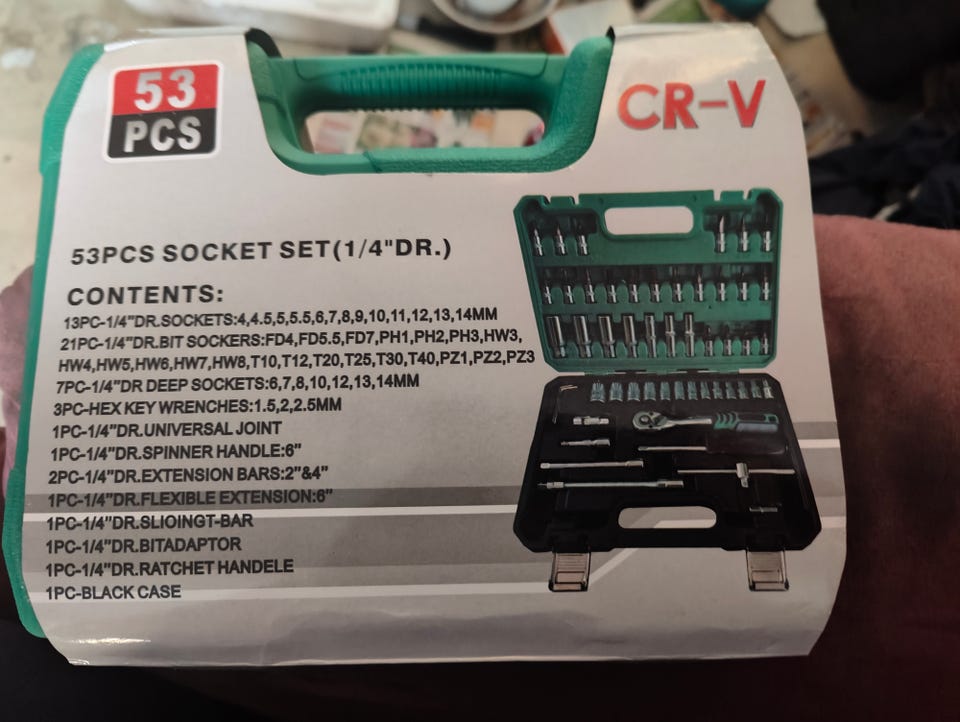 53
PCS
CR-V
53PCS SOCKET SET(1/4"DR.)
CONTENTS:
13PC-1/4"DR.SOCKETS:4,4.5,5,5.5,6,7,8,9,10,11,12,13,14MM
21PC-1/4"DR.BIT SOCKERS:FD4,FD5.5,FD7,PH1,PH2,PH3,HW3,
HW4,HW5,HW6,HW7,HW8,T10,T12,T20,T25,T30,T40,PZ1,PZ2,PZ3
7PC-1/4"DR DEEP SOCKETS:6,7,8,10,12,13,14MM
3PC-HEX KEY WRENCHES:1.5,2,2.5MM
1PC-1/4"DR.UNIVERSAL JOINT
1PC-1/4"DR.SPINNER HANDLE:6"
2PC-1/4"DR.EXTENSION BARS:2"&4"
1PC-1/4"DR.FLEXIBLE EXTENSION:6"
1PC-1/4"DR.SLIOINGT-BAR
1PC-1/4"DR.BITADAPTOR
1PC-1/4"DR.RATCHET HANDELE
1PC-BLACK CASE